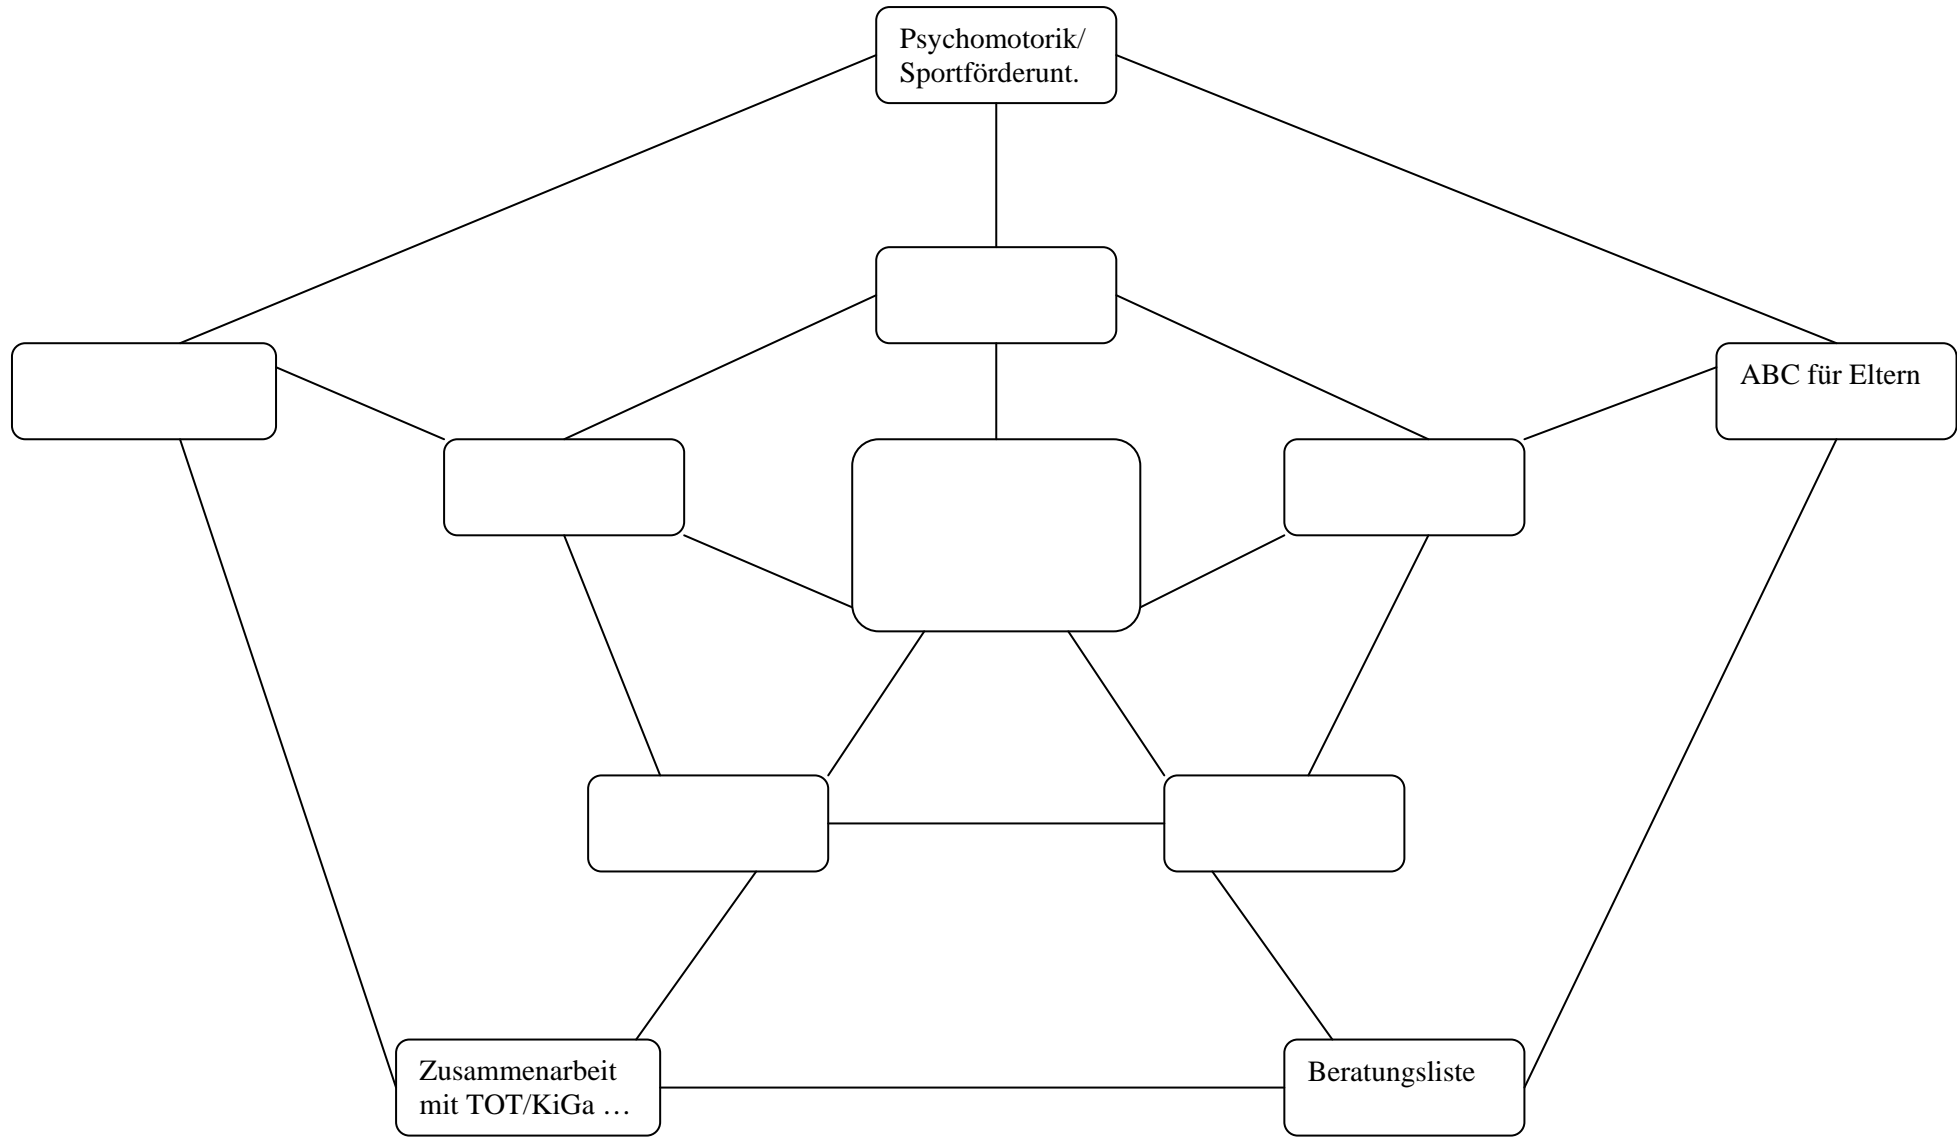 Psychomotorik/
Sportförderunt.
ABC für Eltern
Zusammenarbeit
mit TOT/KiGa …
Beratungsliste